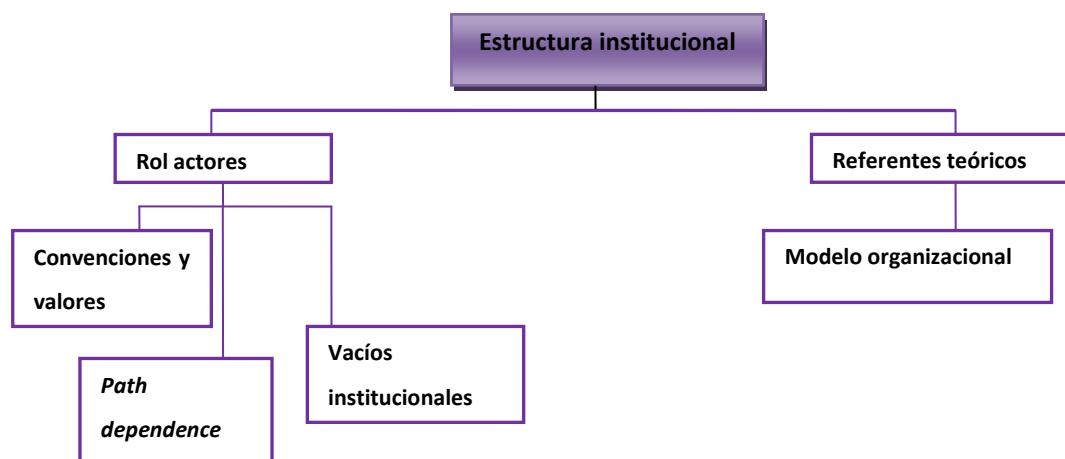 Estructura institucional
Rol actores
Referentes teóricos
Convenciones y
valores
Modelo organizacional
Vacíos
institucionales
Path
dependence